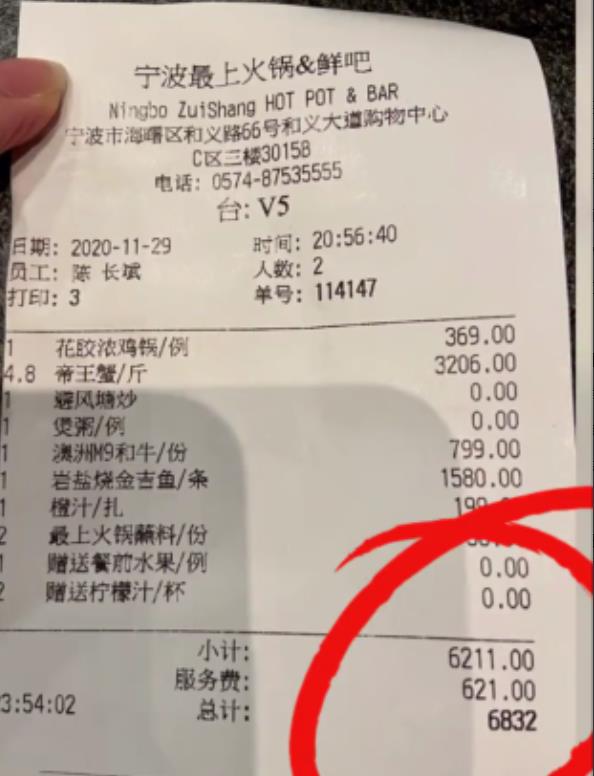 宁波最上火锅&鲜吧
Ningbo ZuiShang HOT POT & BAR
宁波市海曙区和义路66号和义大道购物中心
C区三楼30158
电话: 0574-87535555
台: V5
日期: 2020-11-29 时间: 20:56:40
员工: 陈 长斌 人数: 2
打印: 3 单号: 114147
1 花胶浓鸡锅/例 369.00
4.8 帝王蟹/斤 3206.00
1 避风塘炒 0.00
1 煲粥/例 0.00
1 澳洲M9和牛/份 799.00
1 岩盐烧金吉鱼/条 1580.00
1 橙汁/扎
2 最上火锅蘸料/份
1 赠送餐前水果/例 0.00
2 赠送柠檬汁/杯 0.00
小计: 6211.00
服务费: 621.00
3:54:02 总计: 6832